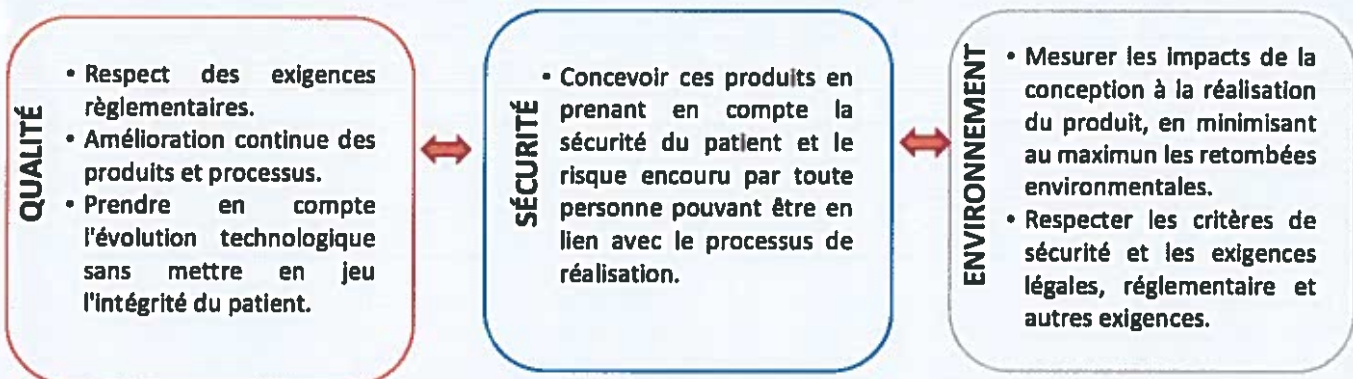 QUALITÉ
• Respect des exigences
règlementaires.
• Amélioration continue des
produits et processus.
• Prendre en compte
l'évolution technologique
sans mettre en jeu
l'intégrité du patient.
SÉCURITÉ
• Concevoir ces produits en
prenant en compte la
sécurité du patient et le
risque encouru par toute
personne pouvant être en
lien avec le processus de
réalisation.
ENVIRONNEMENT
• Mesurer les impacts de la
conception à la réalisation
du produit, en minimisant
au maximun les retombées
environmentales.
• Respecter les critères de
sécurité et les exigences
légales, réglementaire et
autres exigences.